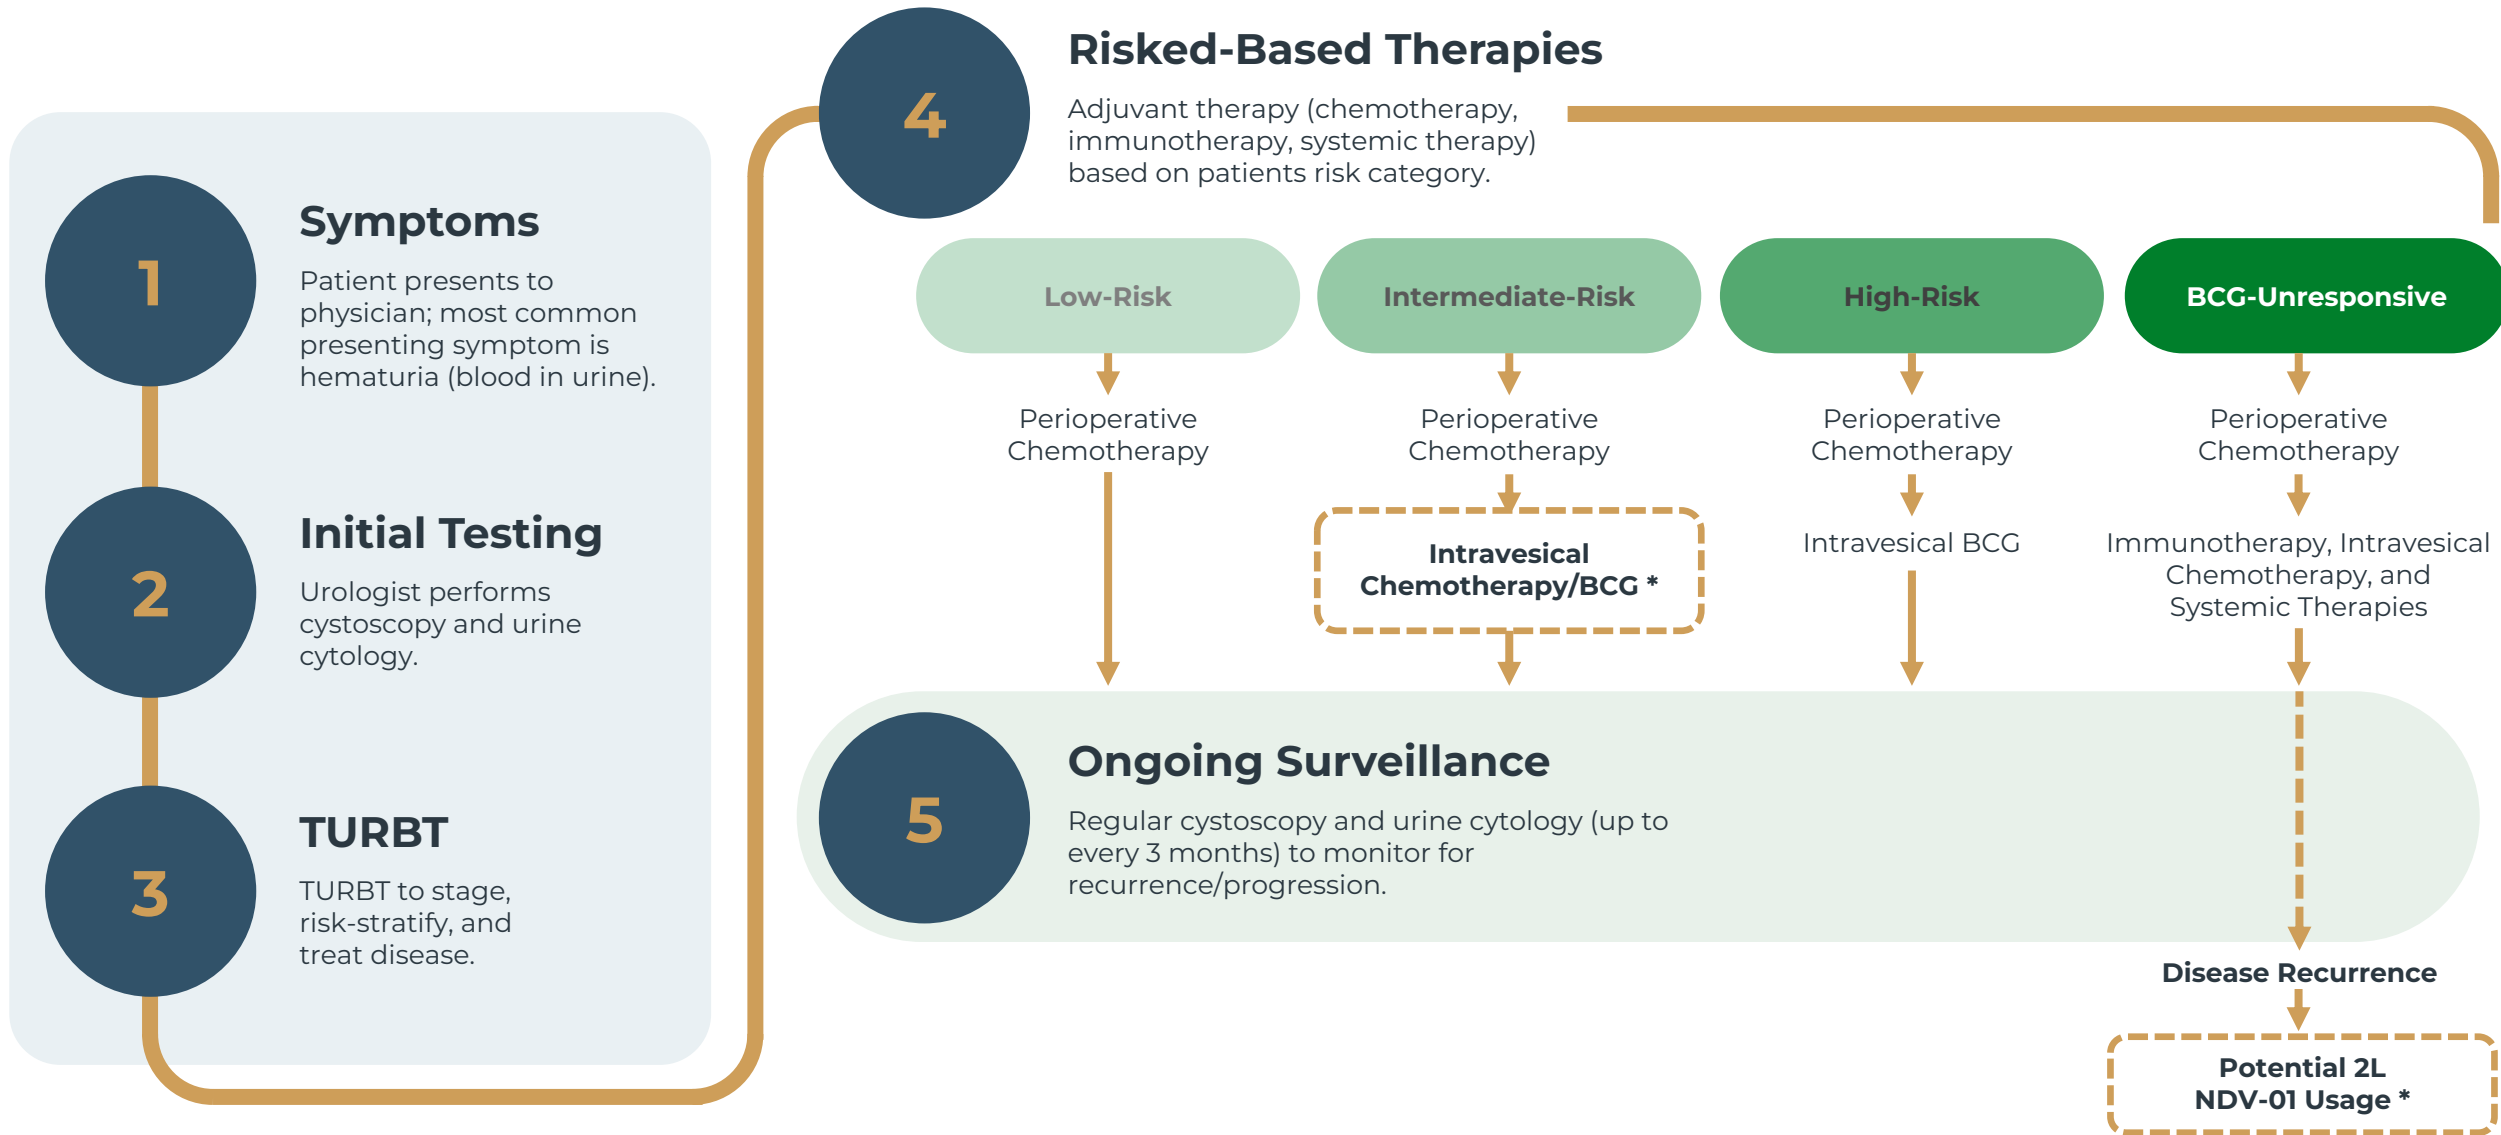 1
Symptoms
Patient presents to
physician; most common
presenting symptom is
hematuria (blood in urine).
2
Initial Testing
Urologist performs
cystoscopy and urine
cytology.
3
TURBT
TURBT to stage,
risk-stratify, and
treat disease.
4
Risked-Based Therapies
Adjuvant therapy (chemotherapy,
immunotherapy, systemic therapy)
based on patients risk category.
Low-Risk
Perioperative
Chemotherapy
Intermediate-Risk
Perioperative
Chemotherapy
Intravesical
Chemotherapy/BCG *
High-Risk
Perioperative
Chemotherapy
Intravesical BCG
BCG-Unresponsive
Perioperative
Chemotherapy
Immunotherapy, Intravesical
Chemotherapy, and
Systemic Therapies
5
Ongoing Surveillance
Regular cystoscopy and urine cytology (up to
every 3 months) to monitor for
recurrence/progression.
Disease Recurrence
Potential 2L
NDV-01 Usage *